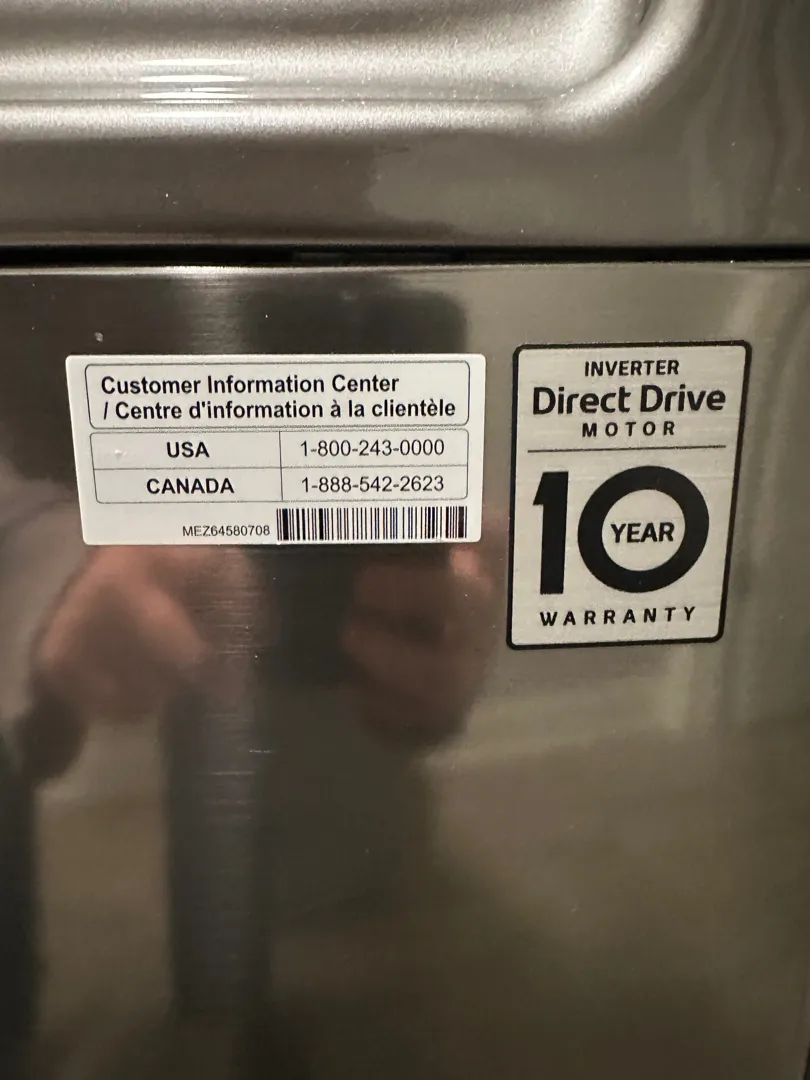 Customer Information Center
/ Centre d'information à la clientèle
USA 1-800-243-0000
CANADA 1-888-542-2623
MEZ64580708
INVERTER
Direct Drive
MOTOR
10
YEAR
WARRANTY